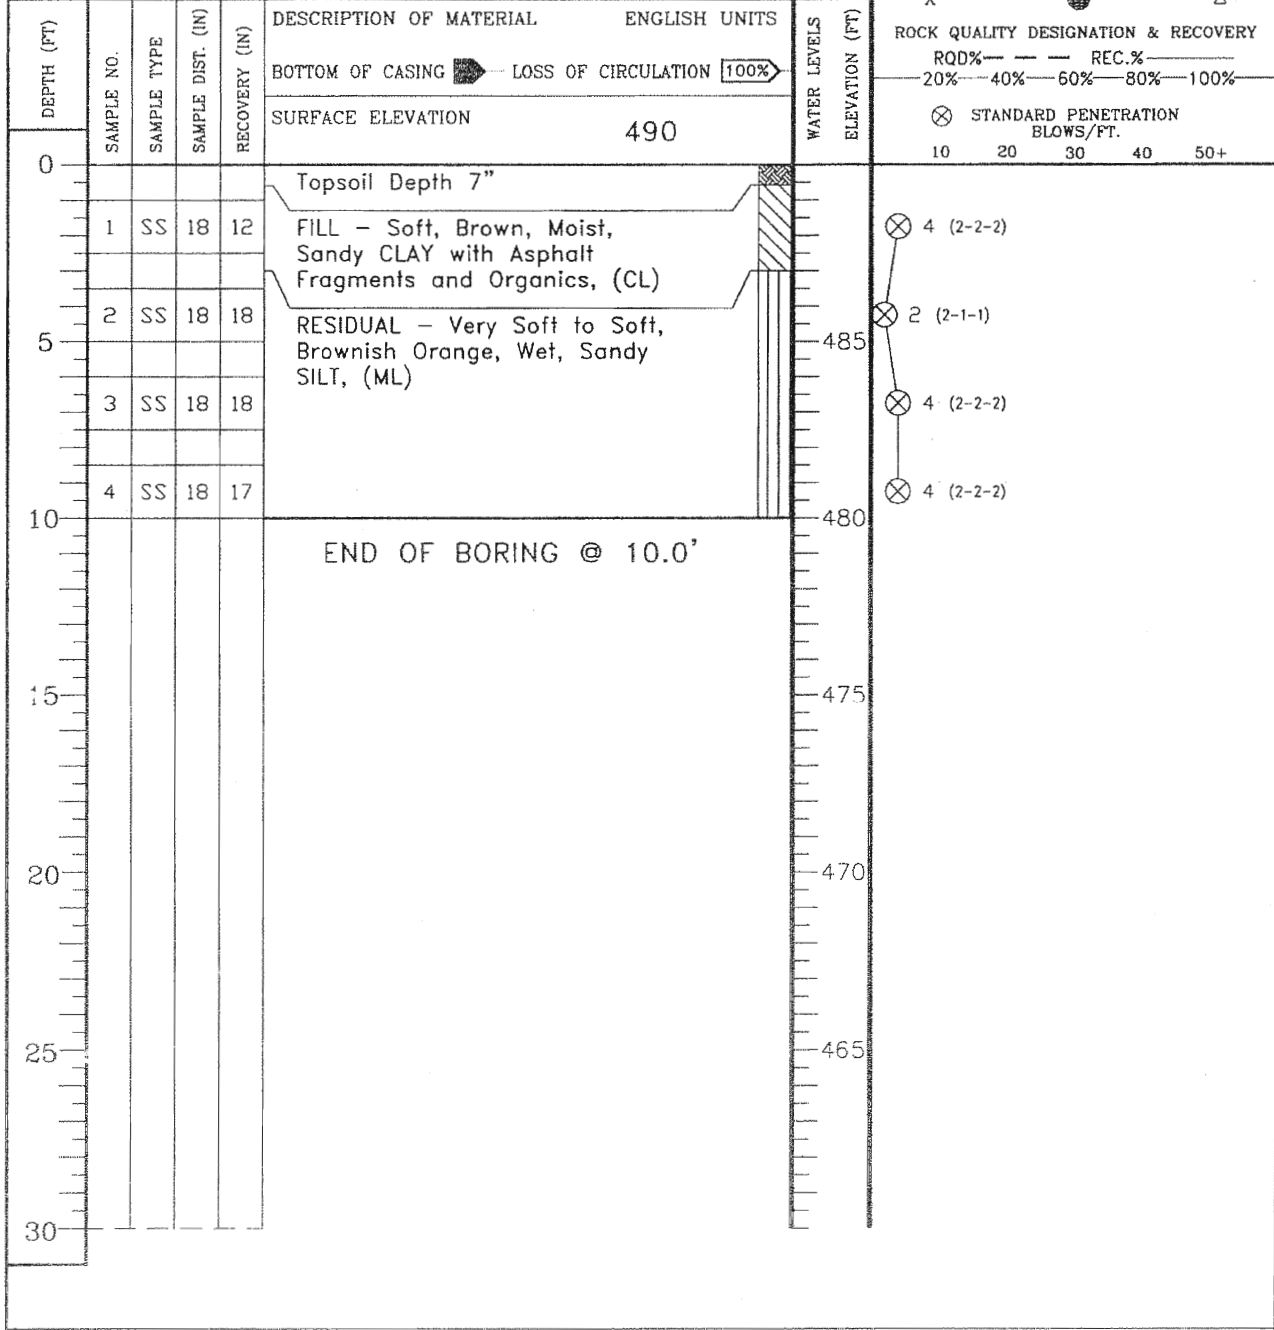 DEPTH (FT)
SAMPLE NO.
SAMPLE TYPE
SAMPLE DIST. (IN)
RECOVERY (IN)
DESCRIPTION OF MATERIAL ENGLISH UNITS
BOTTOM OF CASING LOSS OF CIRCULATION 100%
SURFACE ELEVATION 490
WATER LEVELS
ELEVATION (FT)
ROCK QUALITY DESIGNATION & RECOVERY
RQD% REC.%
20% 40% 60% 80% 100%
⊗ STANDARD PENETRATION
BLOWS/FT.
10 20 30 40 50+
0
Topsoil Depth 7"
1 SS 18 12 FILL – Soft, Brown, Moist, ⊗ 4 (2-2-2)
Sandy CLAY with Asphalt
Fragments and Organics, (CL)
2 SS 18 18 ⊗ 2 (2-1-1)
RESIDUAL – Very Soft to Soft,
5 485
Brownish Orange, Wet, Sandy
SILT, (ML)
3 SS 18 18 ⊗ 4 (2-2-2)
4 SS 18 17 ⊗ 4 (2-2-2)
10 480
END OF BORING @ 10.0'
15 475
20 470
25 465
30